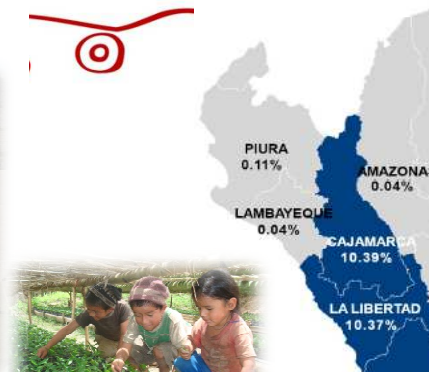 PIURA
0.11%
AMAZONA
0.04%
LAMBAYEQUE
0.04%
CAJAMARCA
10.39%
LA LIBERTAD
10.37%